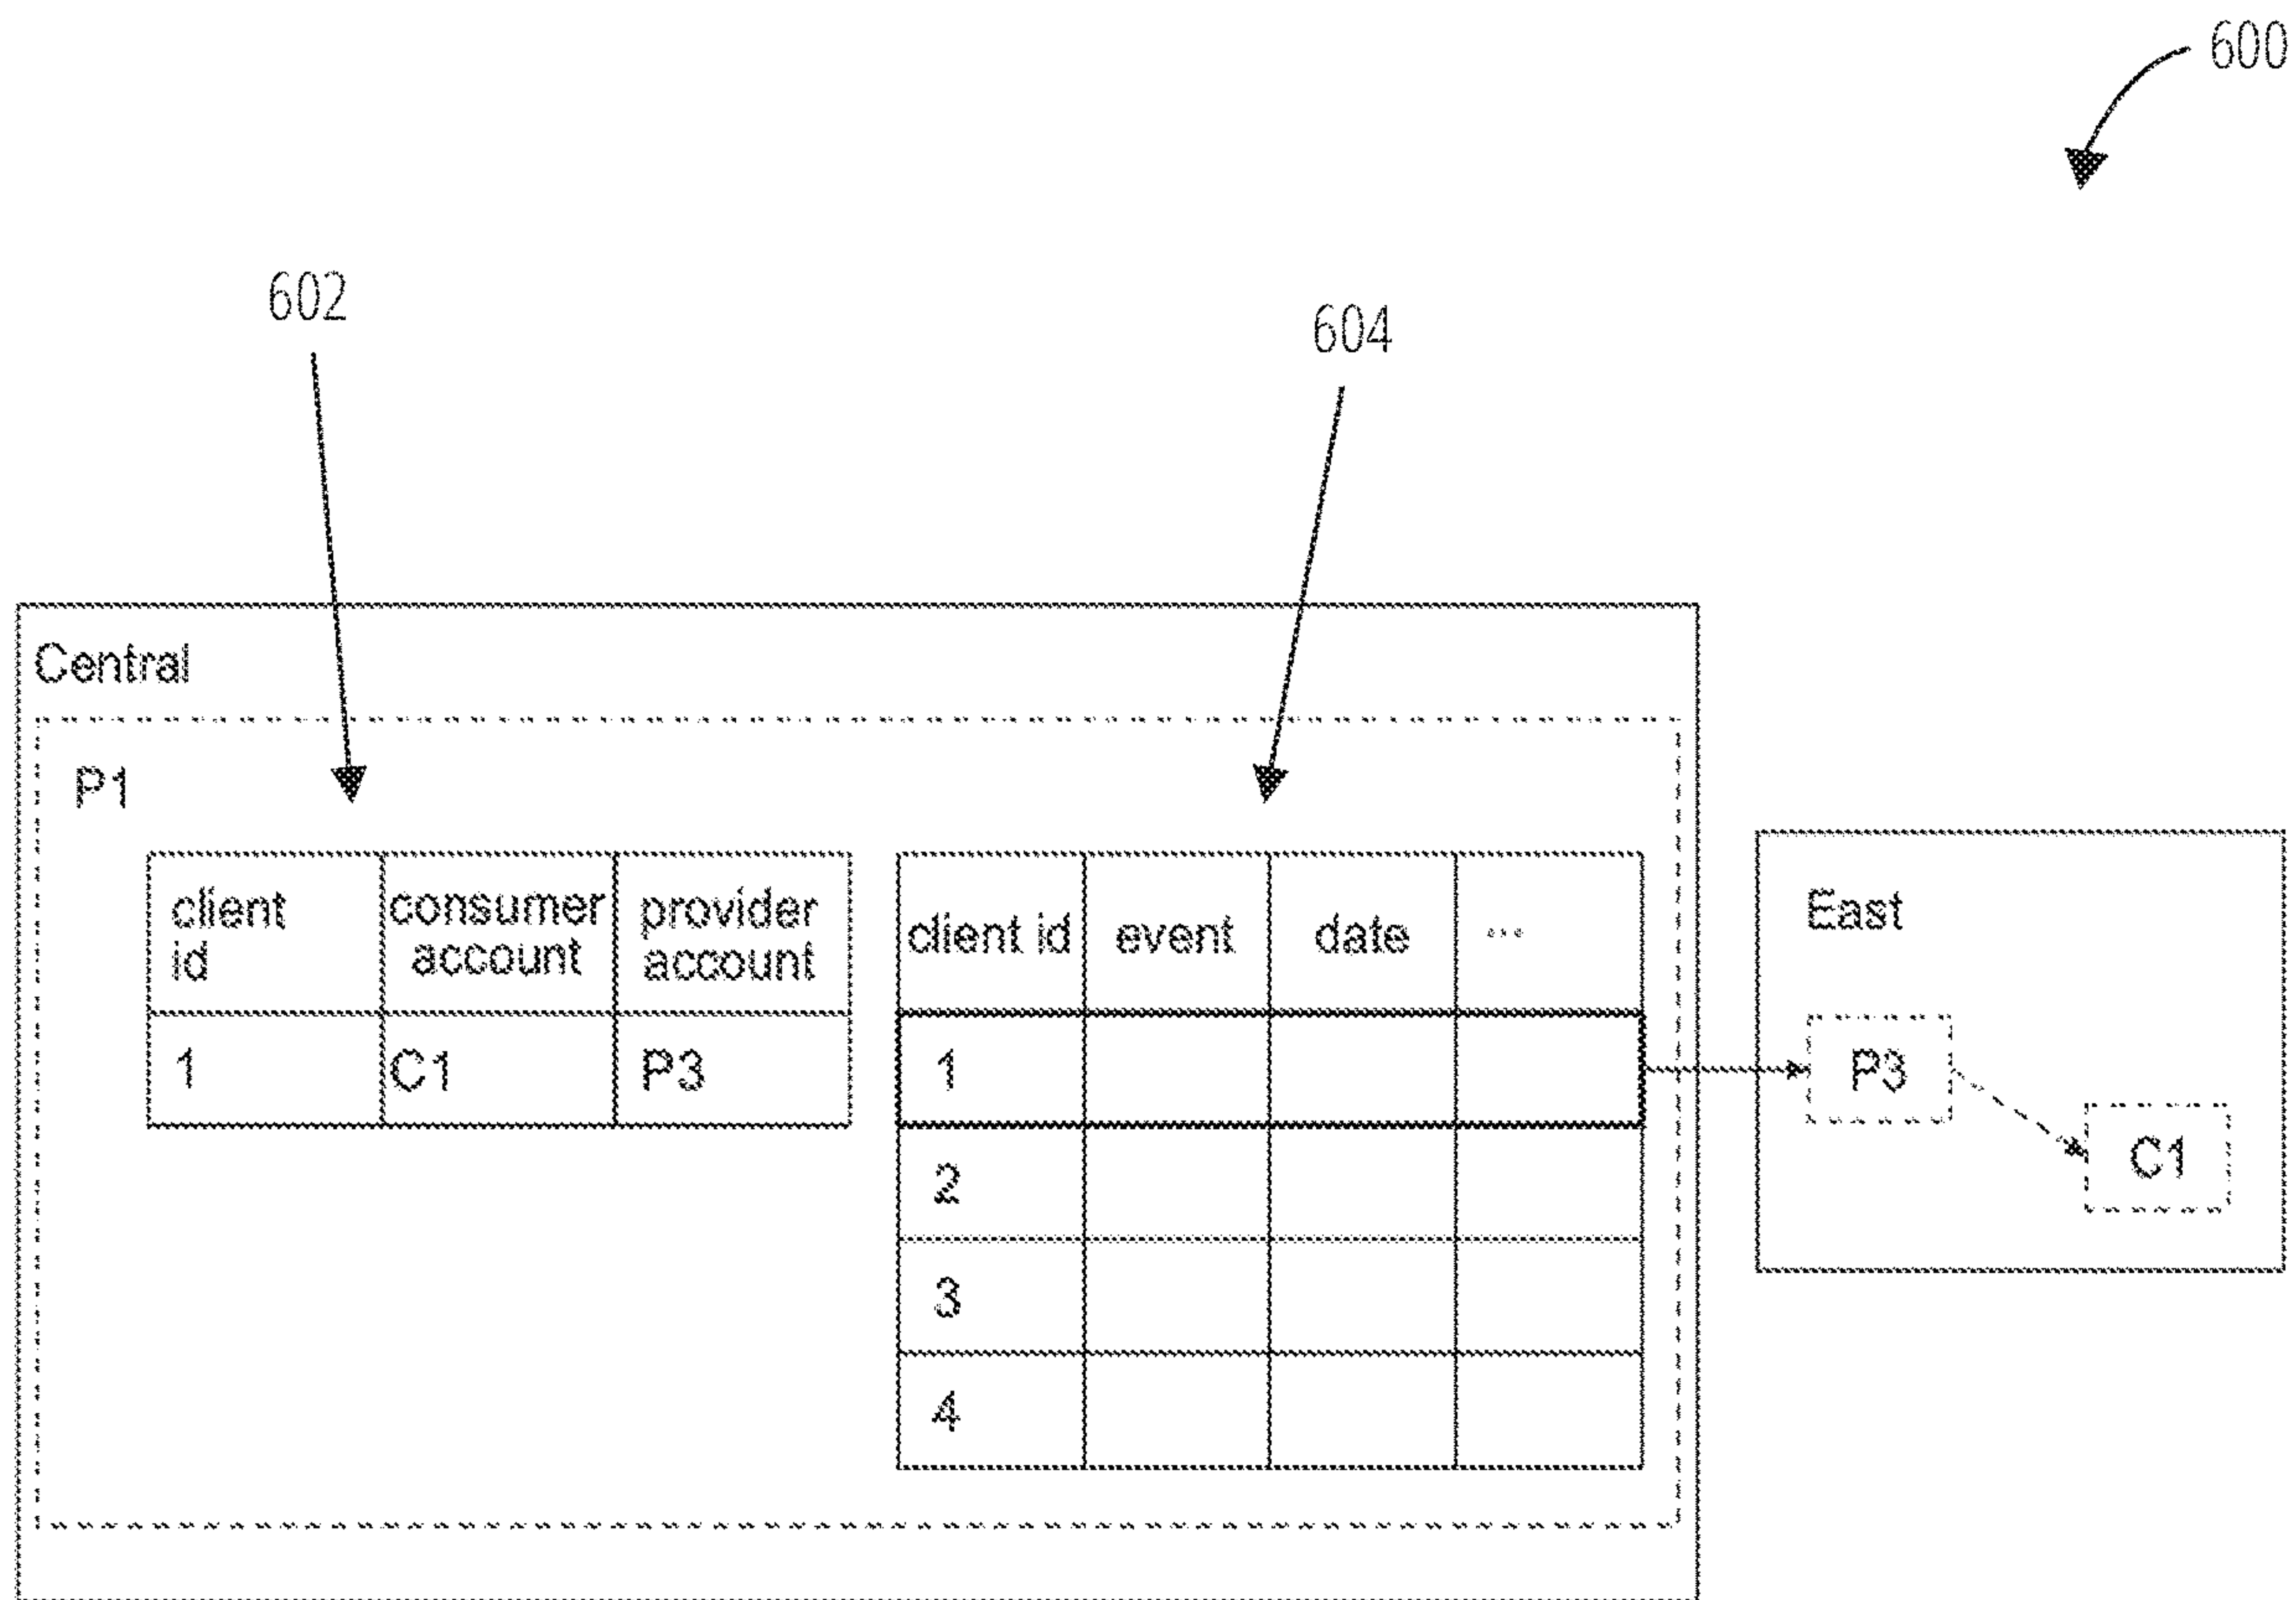 600
602
604
Central
P1
client id
consumer account
provider account
1
C1
P3
client id
event
date
...
1
2
3
4
East
P3
C1